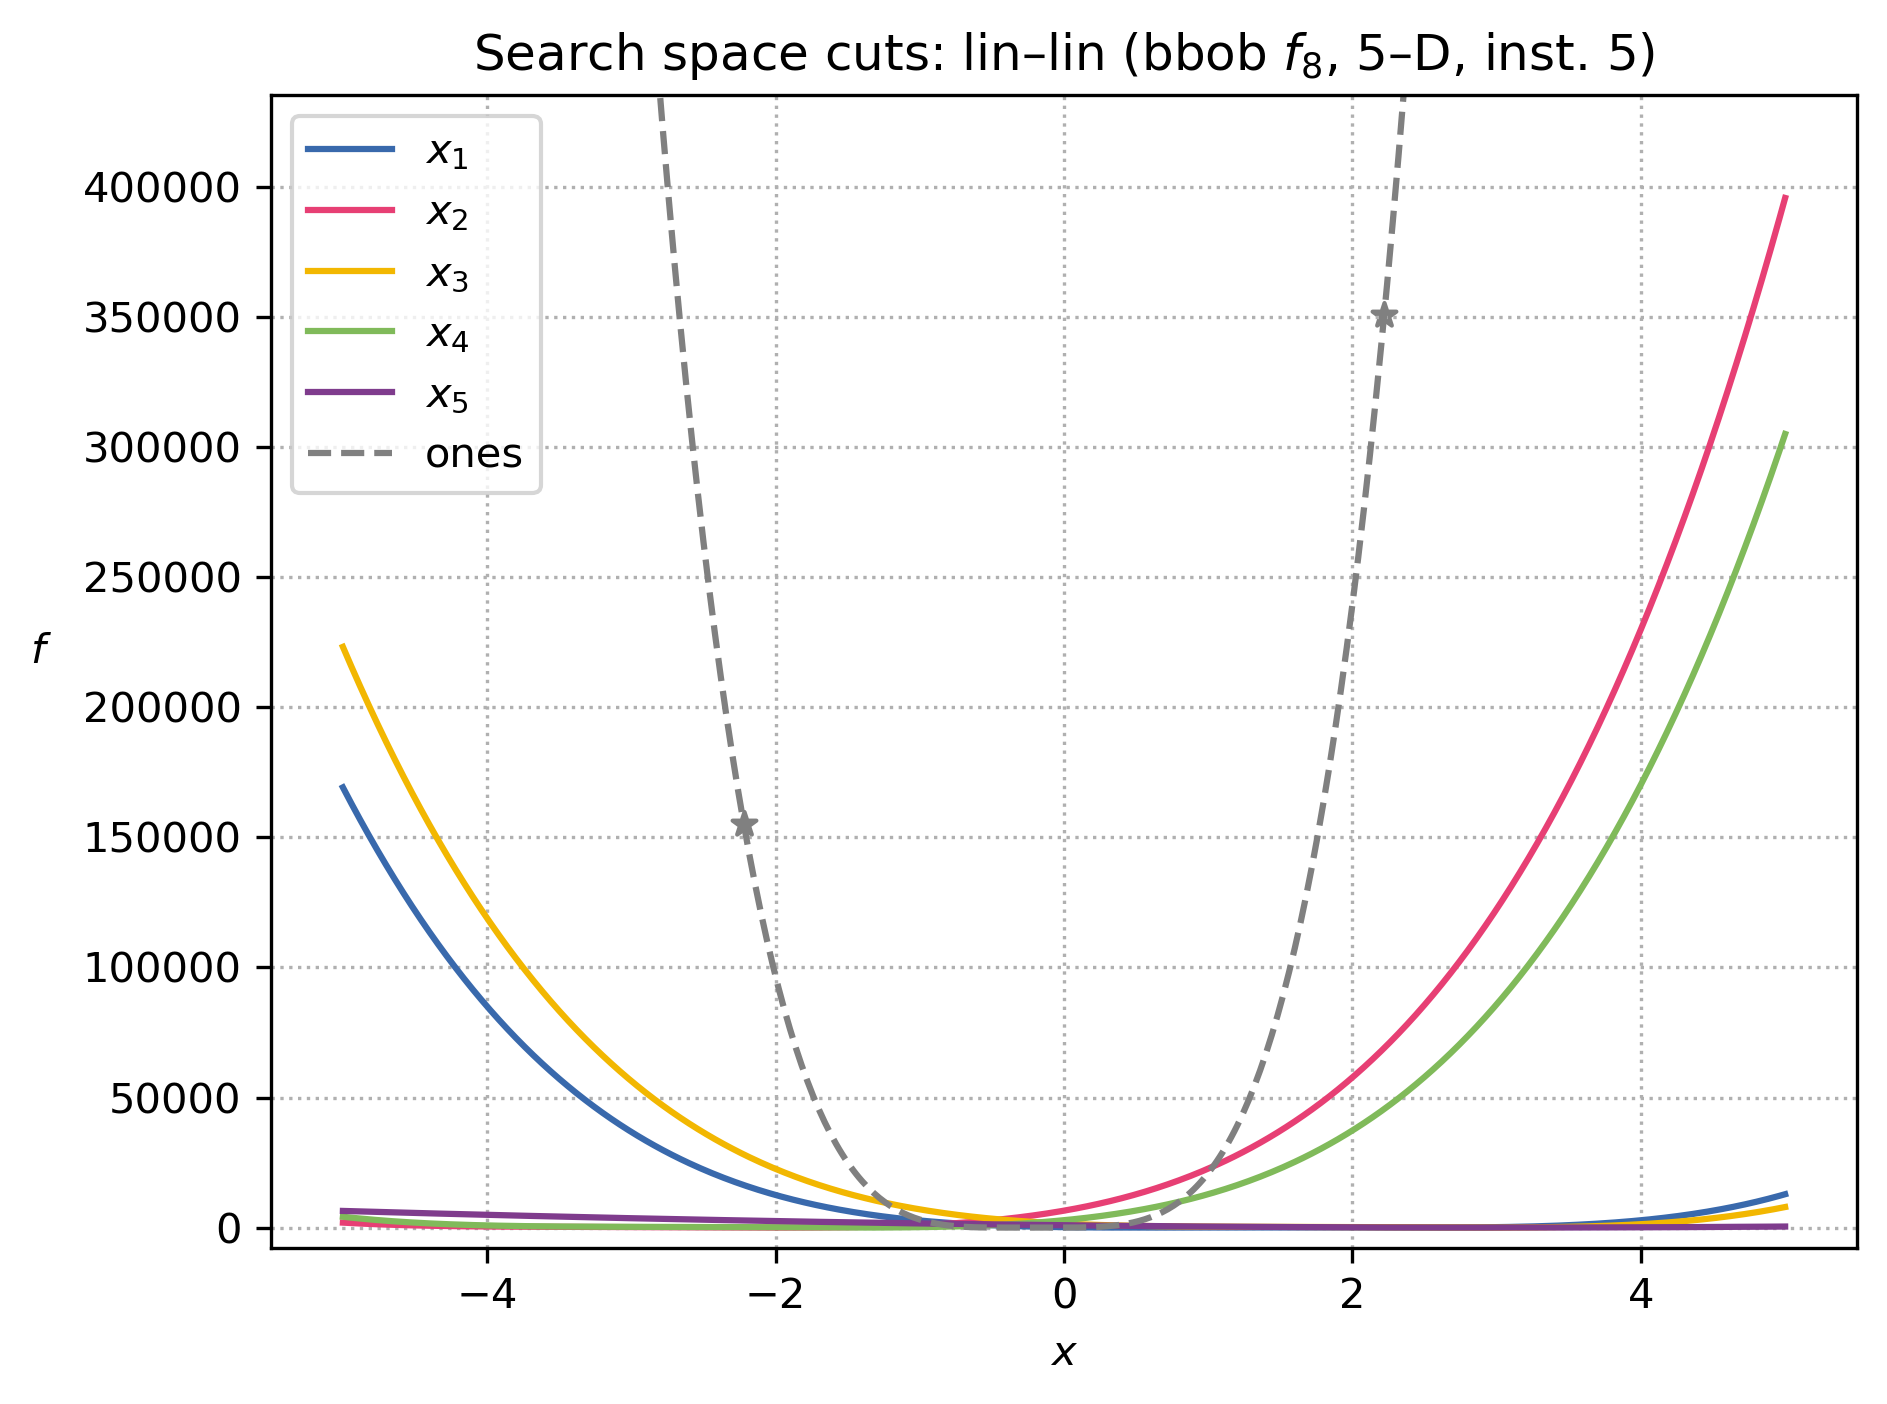 Search space cuts: lin–lin (bbob f₈, 5–D, inst. 5)
x₁
x₂
x₃
x₄
x₅
ones
400000
350000
300000
250000
200000
150000
100000
50000
0
f
−4 −2 0 2 4
x